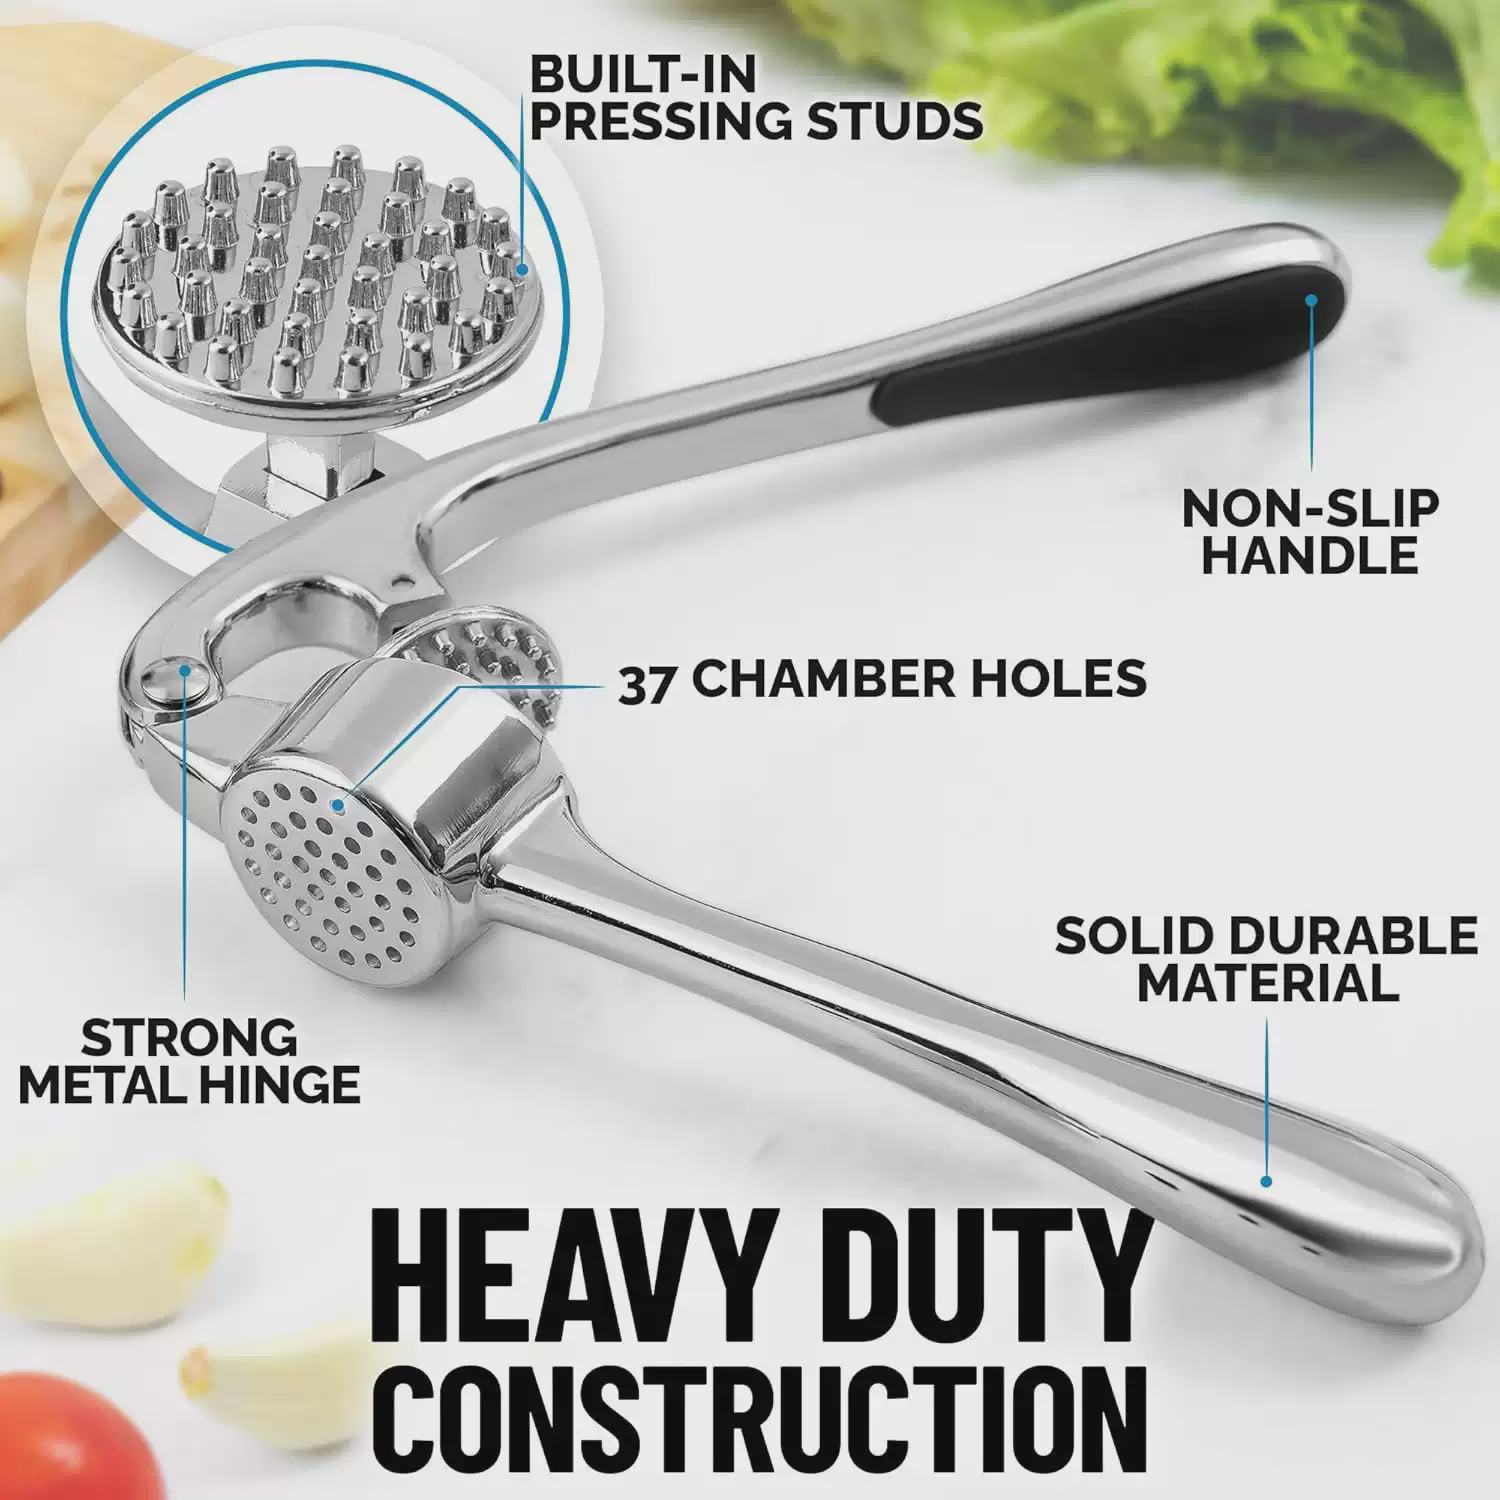 BUILT-IN
PRESSING STUDS
NON-SLIP
HANDLE
37 CHAMBER HOLES
SOLID DURABLE
MATERIAL
STRONG
METAL HINGE
HEAVY DUTY
CONSTRUCTION